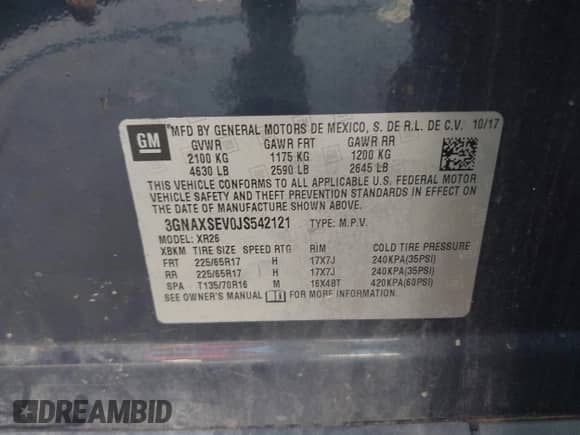 GM
MFD BY GENERAL MOTORS DE MEXICO, S. DE R.L. DE C.V. 10/17
GVWR GAWR FRT GAWR RR
2100 KG 1175 KG 1200 KG
4630 LB 2590 LB 2645 LB
THIS VEHICLE CONFORMS TO ALL APPLICABLE U.S. FEDERAL MOTOR
VEHICLE SAFETY AND THEFT PREVENTION STANDARDS IN EFFECT ON
THE DATE OF MANUFACTURE SHOWN ABOVE.
3GNAXSEV0JS542121 TYPE: M.P.V.
MODEL: XR26
XBKM TIRE SIZE SPEED RTG RIM COLD TIRE PRESSURE
FRT 225/65R17 H 17X7J 240KPA(35PSI)
RR 225/65R17 H 17X7J 240KPA(35PSI)
SPA T135/70R16 M 16X4BT 420KPA(60PSI)
SEE OWNER'S MANUAL FOR MORE INFORMATION.
DREAMBID